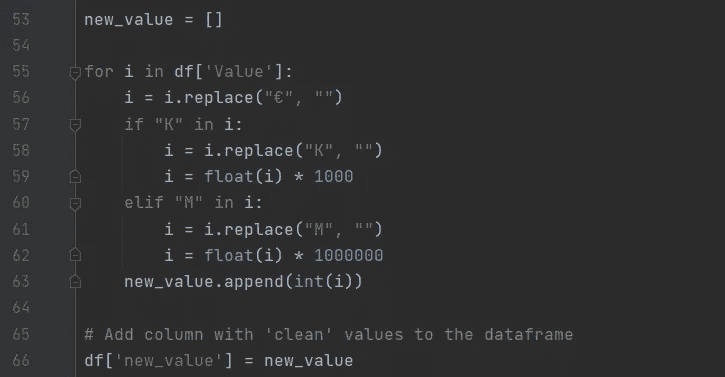 53 new_value = []
54
55 for i in df['Value']:
56     i = i.replace("€", "")
57     if "K" in i:
58         i = i.replace("K", "")
59         i = float(i) * 1000
60     elif "M" in i:
61         i = i.replace("M", "")
62         i = float(i) * 1000000
63     new_value.append(int(i))
64
65 # Add column with 'clean' values to the dataframe
66 df['new_value'] = new_value